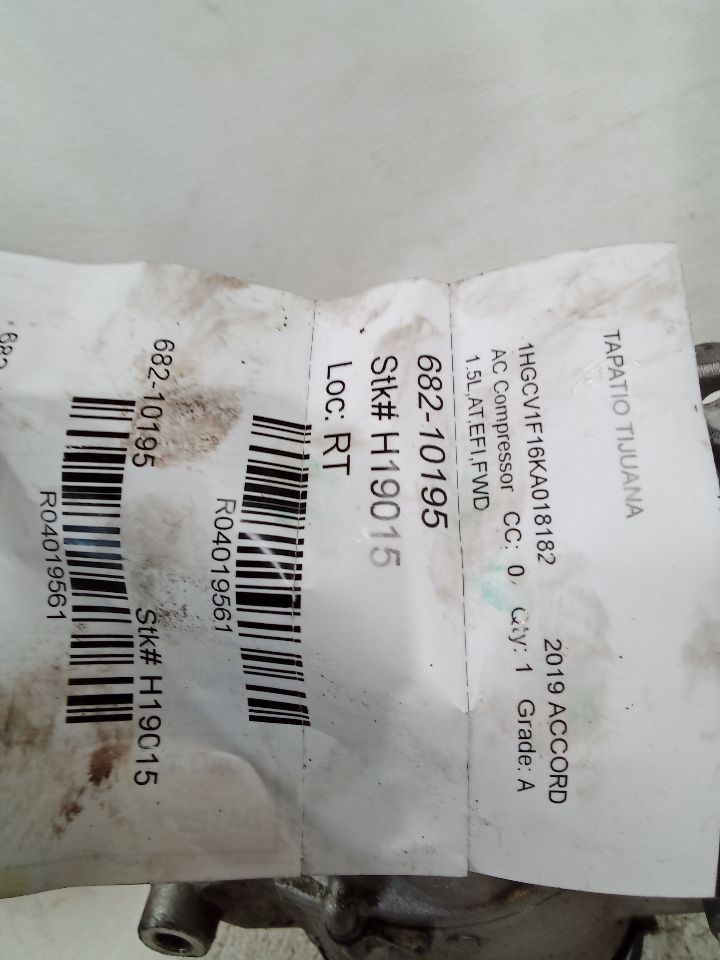 TAPATIO TIJUANA
1HGCV1F16KA018182 2019 ACCORD
AC Compressor CC: 0 Qty: 1 Grade: A
1.5L,AT,EFI,FWD
682-10195
Stk# H19015
Loc: RT
R04019561
682-10195 Stk# H19015
R04019561